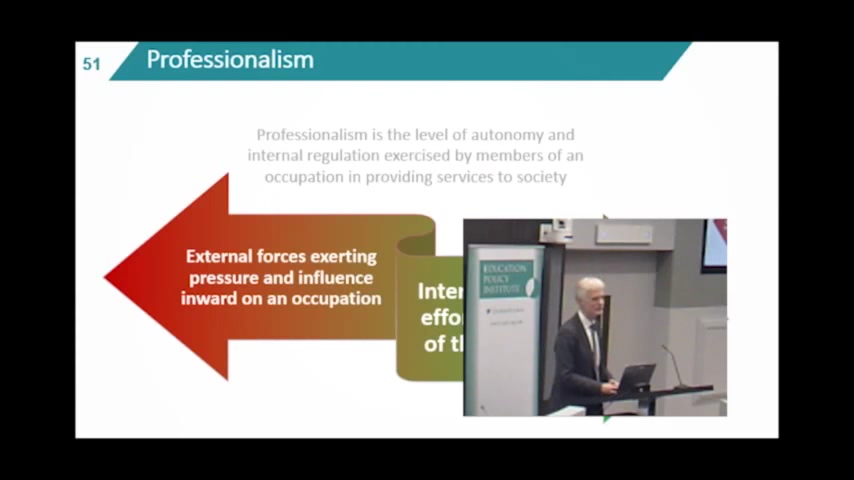 51
Professionalism
Professionalism is the level of autonomy and
internal regulation exercised by members of an
occupation in providing services to society
External forces exerting
pressure and influence
inward on an occupation
Inter
effo
of th
EDUCATION
POLICY
INSTITUTE